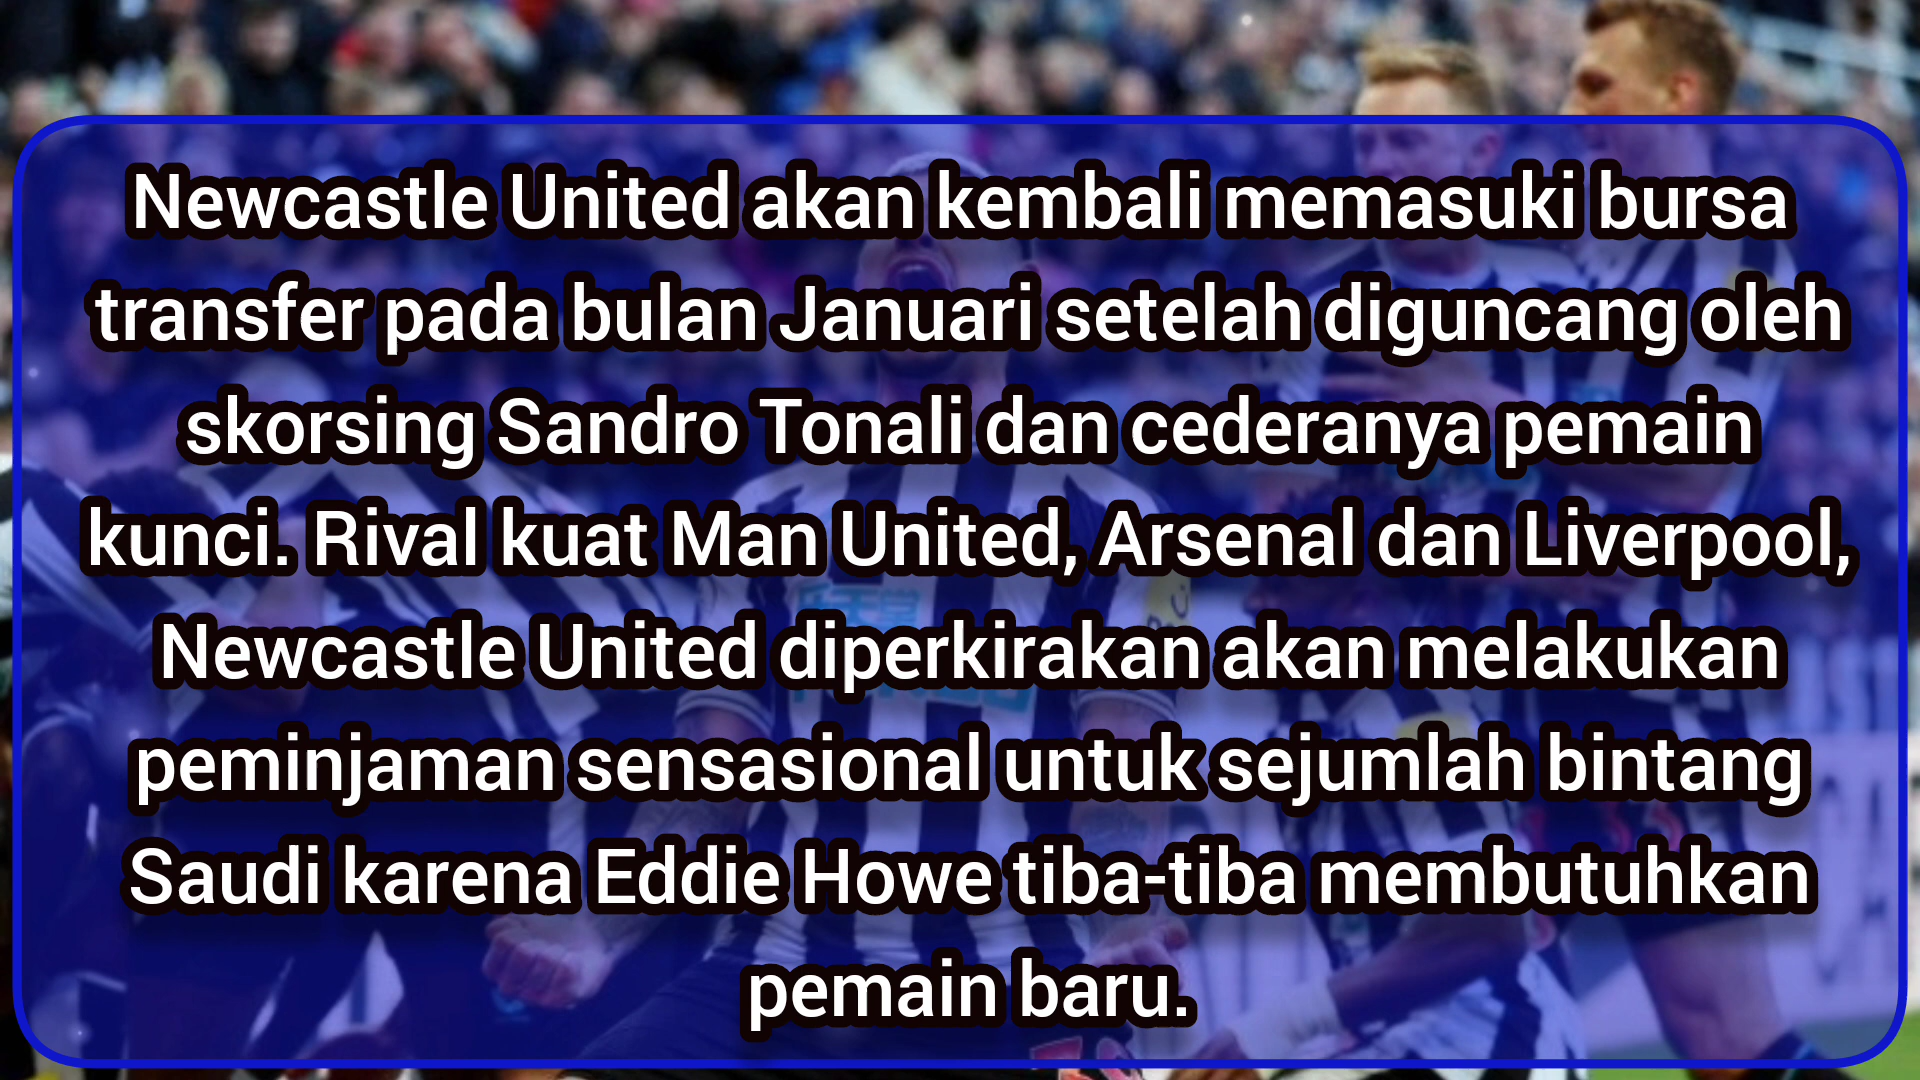 Newcastle United akan kembali memasuki bursa
transfer pada bulan Januari setelah diguncang oleh
skorsing Sandro Tonali dan cederanya pemain
kunci. Rival kuat Man United, Arsenal dan Liverpool,
Newcastle United diperkirakan akan melakukan
peminjaman sensasional untuk sejumlah bintang
Saudi karena Eddie Howe tiba-tiba membutuhkan
pemain baru.